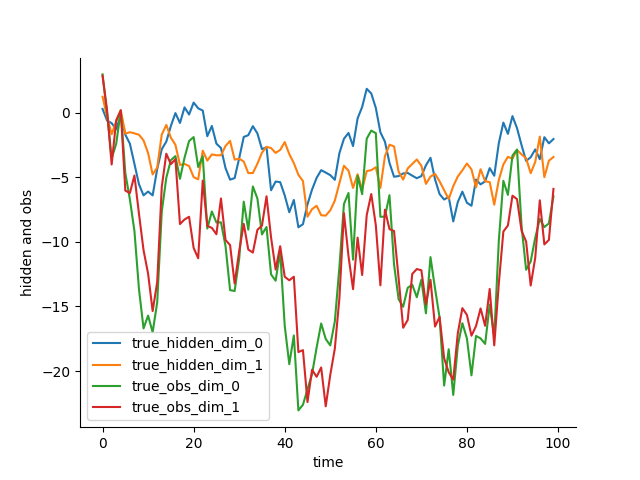 hidden and obs
0
−5
−10
−15
−20
true_hidden_dim_0
true_hidden_dim_1
true_obs_dim_0
true_obs_dim_1
0 20 40 60 80 100
time